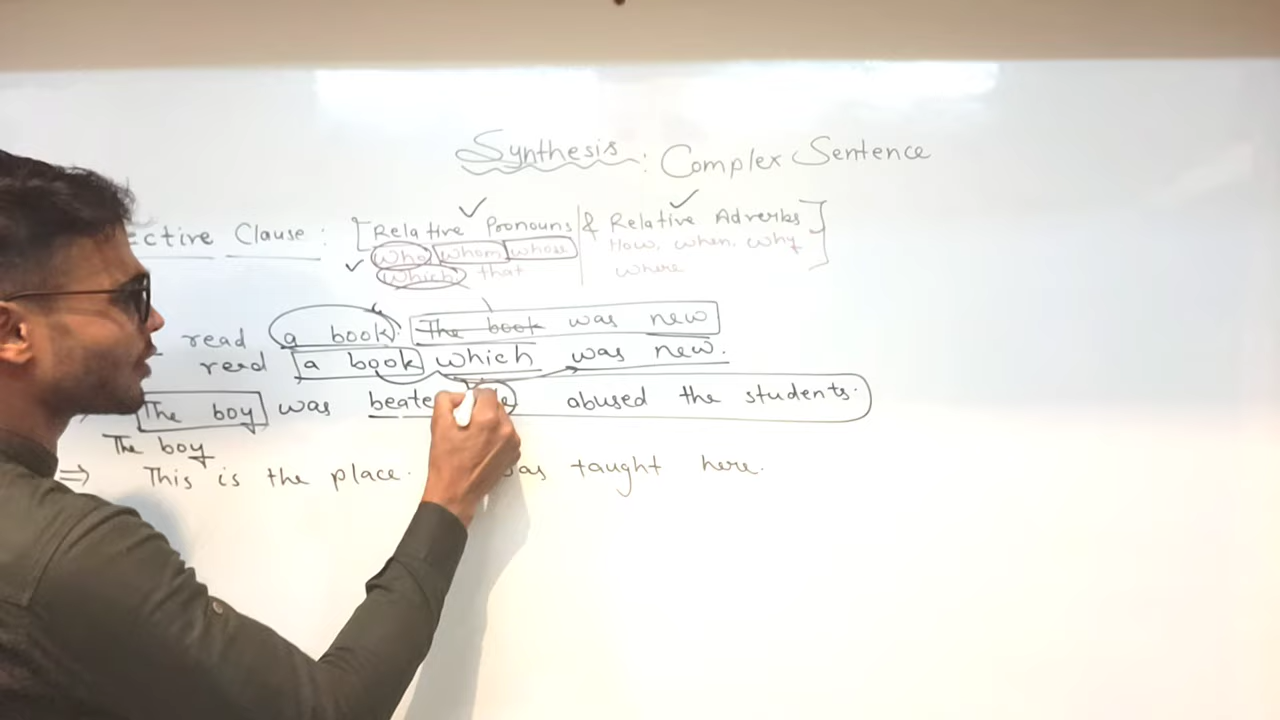 Synthesis : Complex Sentence
ective Clause : [Relative Pronouns & Relative Adverbs]
who whom whose How, when, why
which that where
read a book. The book was new
read a book which was new.
The boy was beate abused the students.
The boy
⇒ This is the place. was taught here.